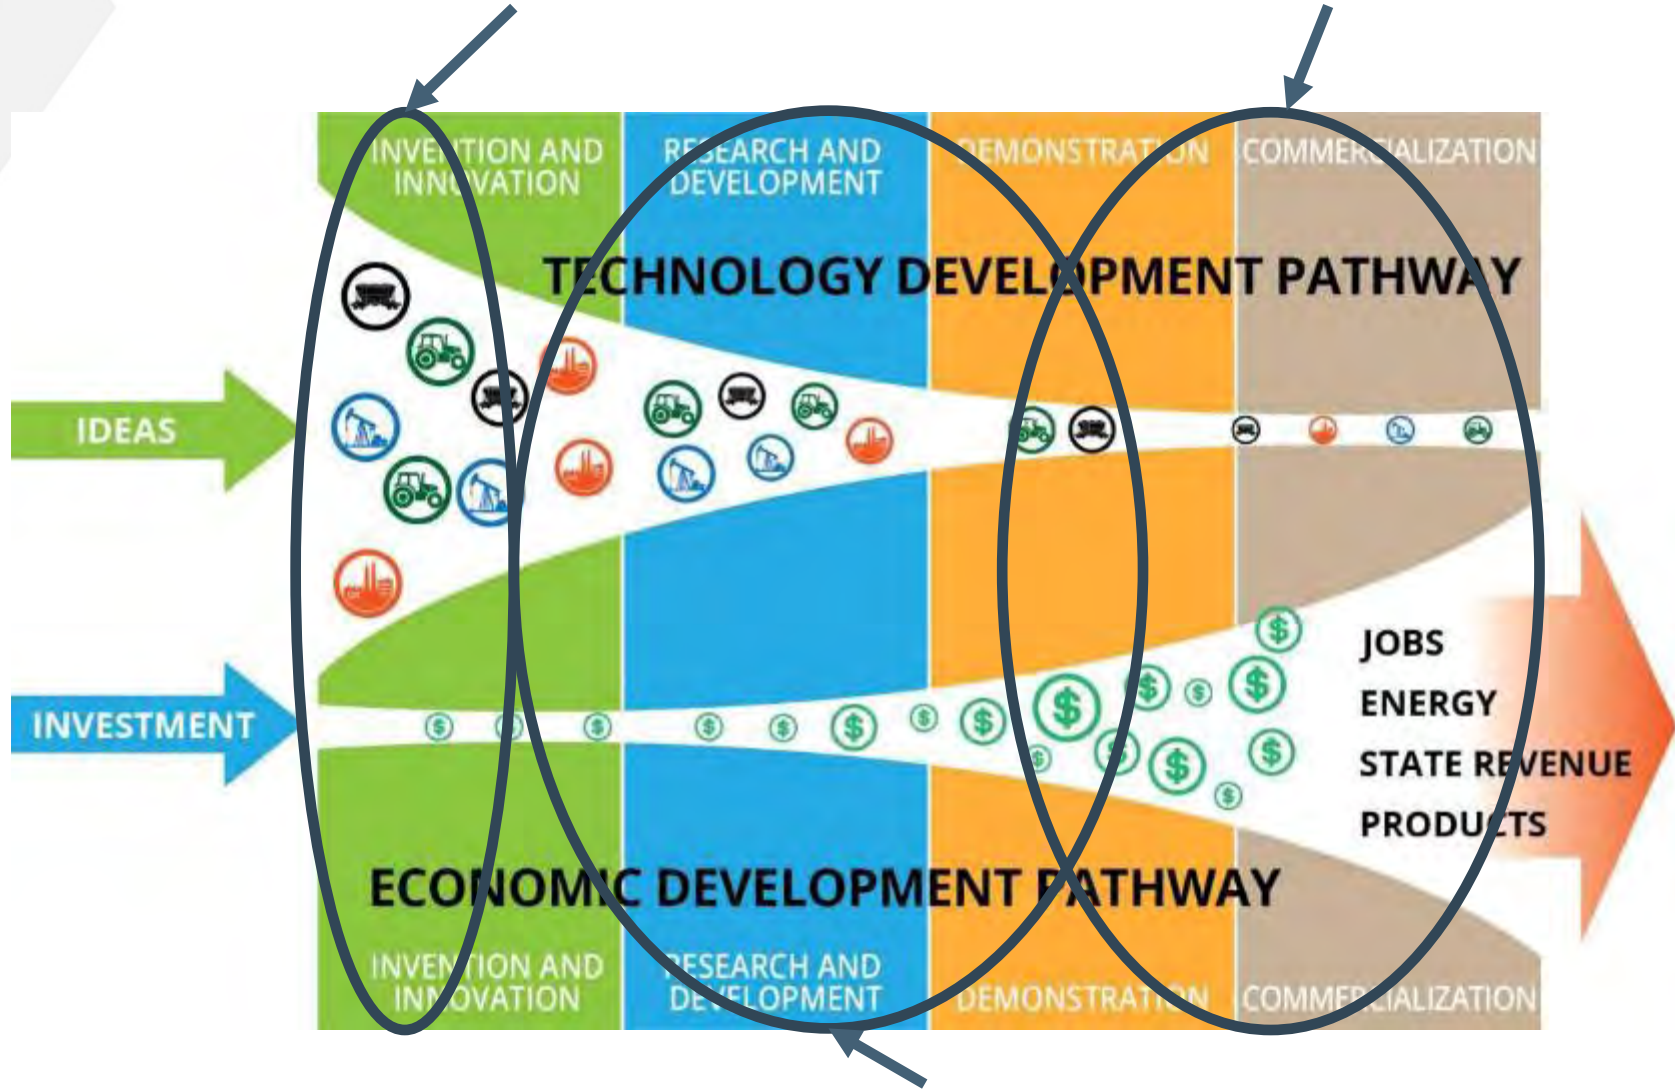 INVENTION AND
INNOVATION
RESEARCH AND
DEVELOPMENT
DEMONSTRATION
COMMERCIALIZATION
TECHNOLOGY DEVELOPMENT PATHWAY
IDEAS
INVESTMENT
$ $ $ $ $ $ $ $ $ $ $ $ $ $ $ $ $ $
JOBS
ENERGY
STATE REVENUE
PRODUCTS
ECONOMIC DEVELOPMENT PATHWAY
INVENTION AND
INNOVATION
RESEARCH AND
DEVELOPMENT
DEMONSTRATION
COMMERCIALIZATION